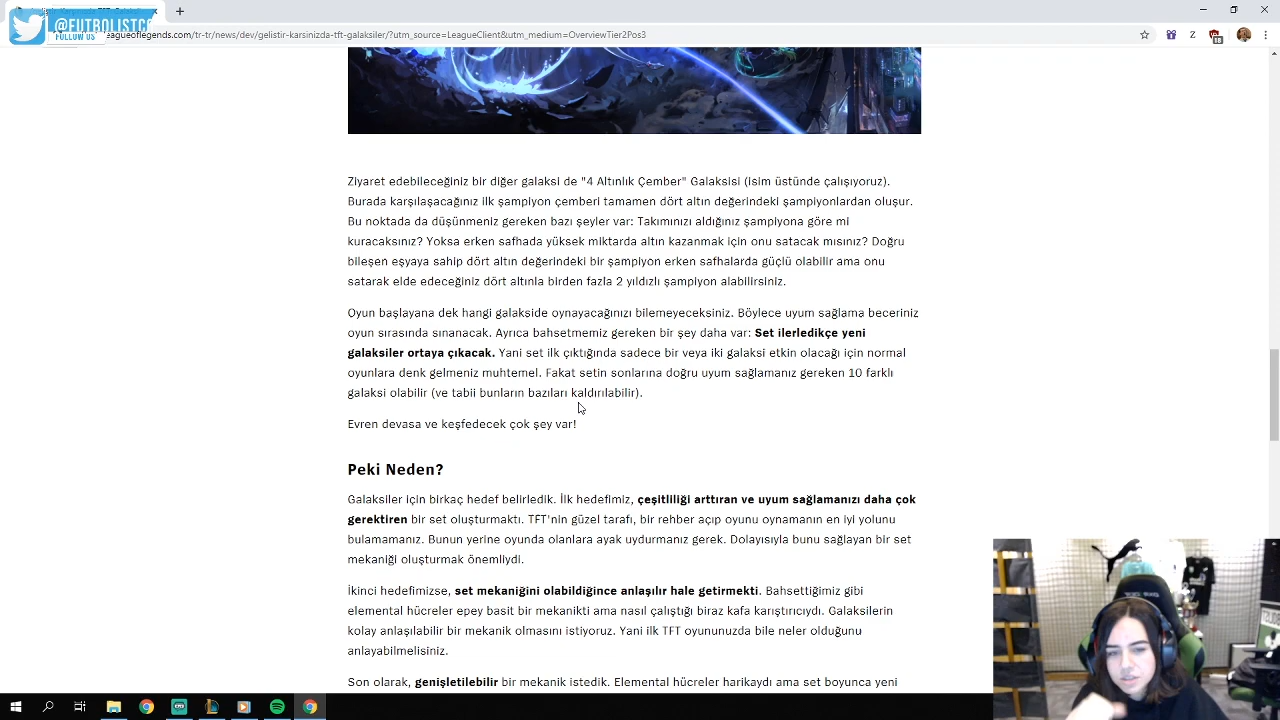 @FUTBOLISTCO
FOLLOW US
eagueoflegends.com/tr-tr/news/dev/gelistir-karsinizda-tft-galaksiler/?utm_source=LeagueClient&utm_medium=OverviewTier2Pos3
Ziyaret edebileceğiniz bir diğer galaksi de "4 Altınlık Çember" Galaksisi (isim üstünde çalışıyoruz).
Burada karşılaşacağınız ilk şampiyon çemberi tamamen dört altın değerindeki şampiyonlardan oluşur.
Bu noktada da düşünmeniz gereken bazı şeyler var: Takımınızı aldığınız şampiyona göre mi
kuracaksınız? Yoksa erken safhada yüksek miktarda altın kazanmak için onu satacak mısınız? Doğru
bileşen eşyaya sahip dört altın değerindeki bir şampiyon erken safhalarda güçlü olabilir ama onu
satarak elde edeceğiniz dört altınla birden fazla 2 yıldızlı şampiyon alabilirsiniz.
Oyun başlayana dek hangi galakside oynayacağınızı bilemeyeceksiniz. Böylece uyum sağlama beceriniz
oyun sırasında sınanacak. Ayrıca bahsetmemiz gereken bir şey daha var: Set ilerledikçe yeni
galaksiler ortaya çıkacak. Yani set ilk çıktığında sadece bir veya iki galaksi etkin olacağı için normal
oyunlara denk gelmeniz muhtemel. Fakat setin sonlarına doğru uyum sağlamanız gereken 10 farklı
galaksi olabilir (ve tabii bunların bazıları kaldırılabilir).
Evren devasa ve keşfedecek çok şey var!
Peki Neden?
Galaksiler için birkaç hedef belirledik. İlk hedefimiz, çeşitliliği arttıran ve uyum sağlamanızı daha çok
gerektiren bir set oluşturmaktı. TFT'nin güzel tarafı, bir rehber açıp oyunu oynamanın en iyi yolunu
bulamamanız. Bunun yerine oyunda olanlara ayak uydurmanız gerek. Dolayısıyla bunu sağlayan bir set
mekaniği oluşturmak önemliydi.
İkinci hedefimizse, set mekaniğini olabildiğince anlaşılır hale getirmekti. Bahsettiğimiz gibi
elemental hücreler epey basit bir mekanikti ama nasıl çalıştığı biraz kafa karıştırıcıydı. Galaksilerin
kolay anlaşılabilir bir mekanik olmasını istiyoruz. Yani ilk TFT oyununuzda bile neler olduğunu
anlayabilmelisiniz.
Son olarak, genişletilebilir bir mekanik istedik. Elemental hücreler harikaydı ama set boyunca yeni